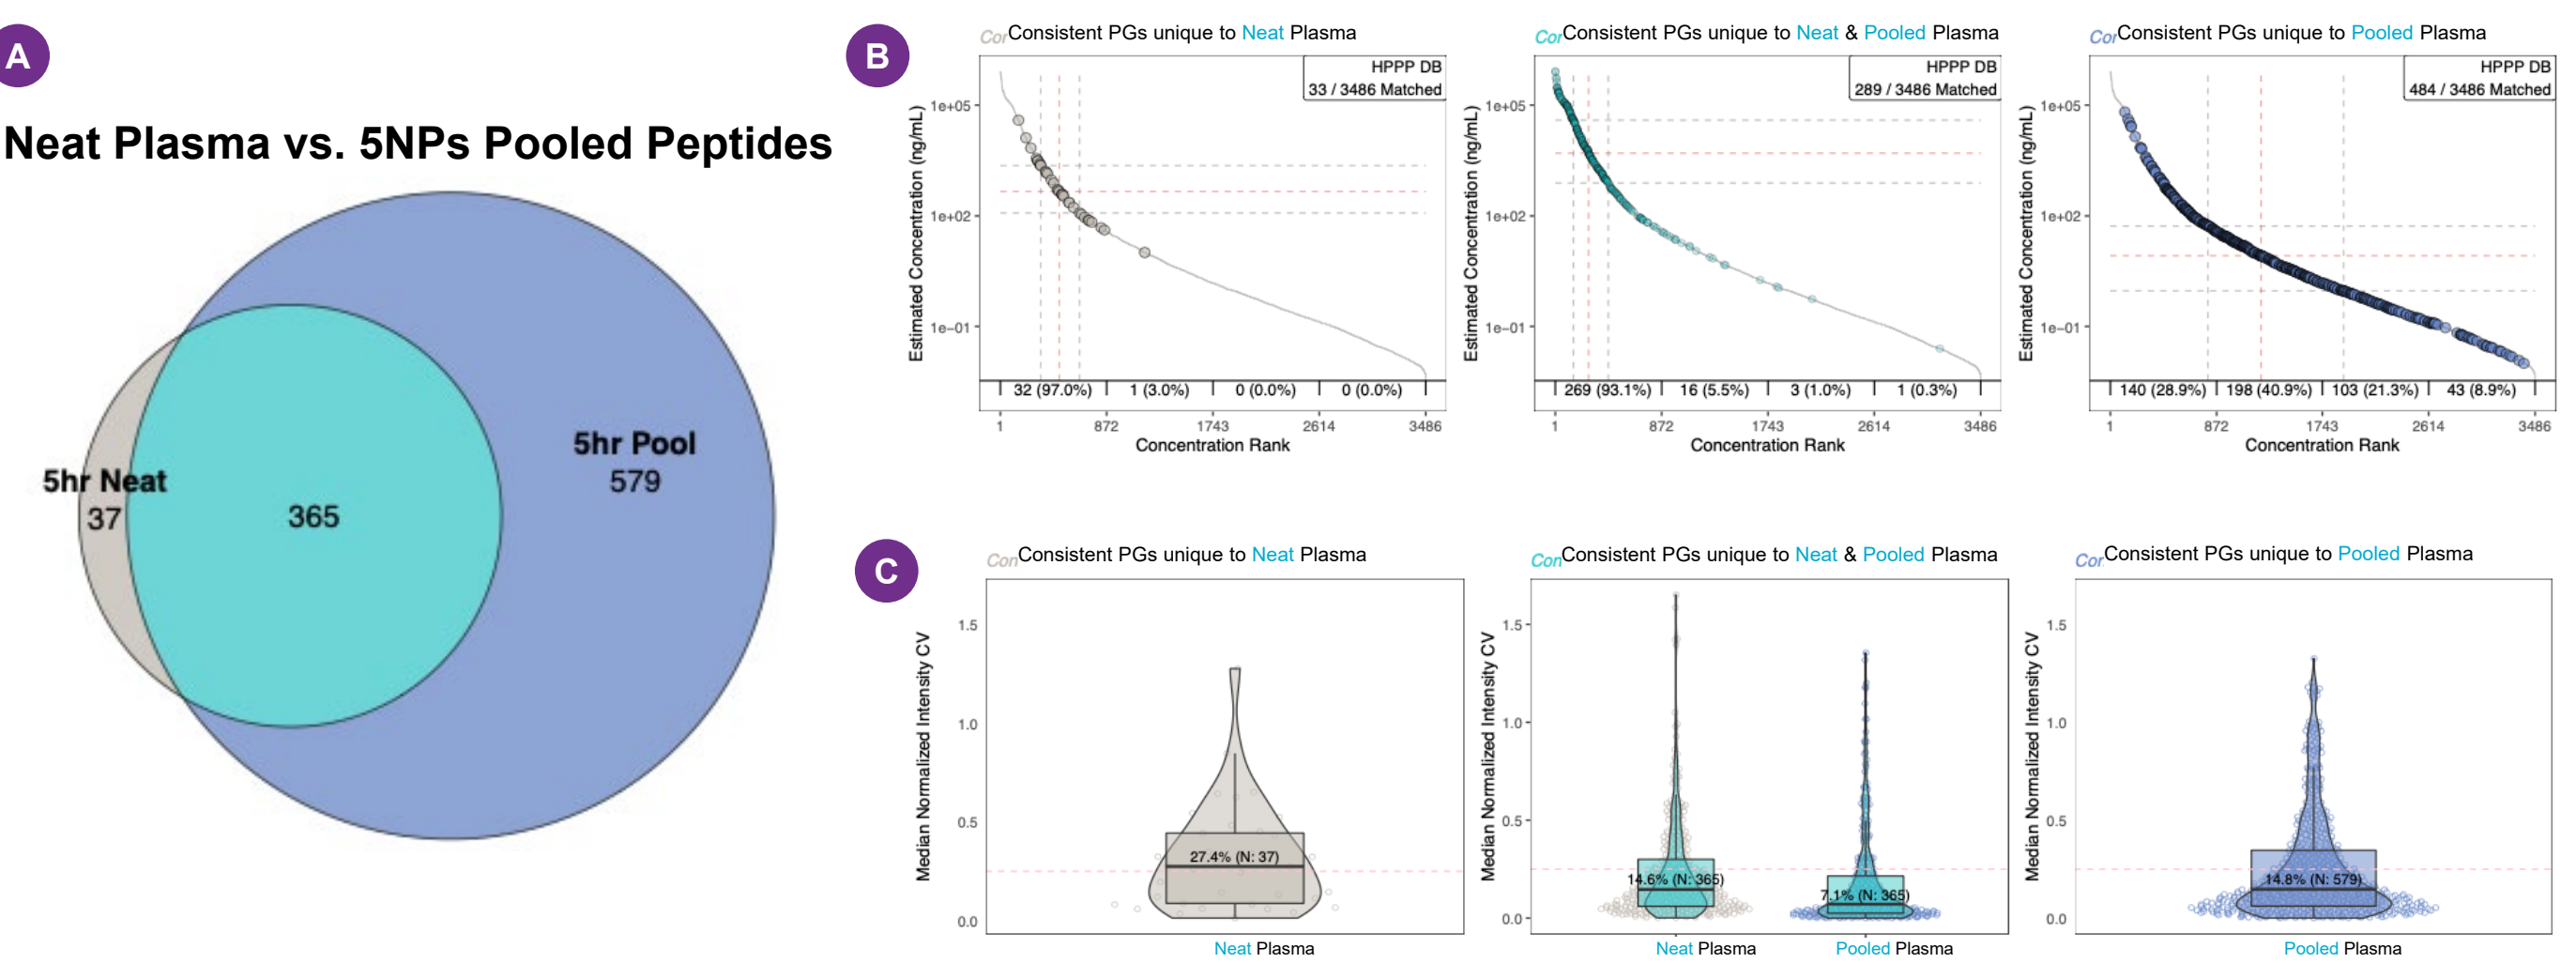 A
Neat Plasma vs. 5NPs Pooled Peptides
5hr Neat
37
365
5hr Pool
579
B
Cor Consistent PGs unique to Neat Plasma
HPPP DB
33 / 3486 Matched
Estimated Concentration (ng/mL)
1e+05
1e+02
1e−01
32 (97.0%) 1 (3.0%) 0 (0.0%) 0 (0.0%)
1 872 1743 2614 3486
Concentration Rank
Cor Consistent PGs unique to Neat & Pooled Plasma
HPPP DB
289 / 3486 Matched
Estimated Concentration (ng/mL)
1e+05
1e+02
1e−01
269 (93.1%) 16 (5.5%) 3 (1.0%) 1 (0.3%)
1 872 1743 2614 3486
Concentration Rank
Cor Consistent PGs unique to Pooled Plasma
HPPP DB
484 / 3486 Matched
Estimated Concentration (ng/mL)
1e+05
1e+02
1e−01
140 (28.9%) 198 (40.9%) 103 (21.3%) 43 (8.9%)
1 872 1743 2614 3486
Concentration Rank
C
Con Consistent PGs unique to Neat Plasma
Median Normalized Intensity CV
1.5
1.0
0.5
0.0
27.4% (N: 37)
Neat Plasma
Con Consistent PGs unique to Neat & Pooled Plasma
Median Normalized Intensity CV
1.5
1.0
0.5
0.0
14.6% (N: 365)
7.1% (N: 365)
Neat Plasma Pooled Plasma
Cor Consistent PGs unique to Pooled Plasma
Median Normalized Intensity CV
1.5
1.0
0.5
0.0
14.8% (N: 579)
Pooled Plasma